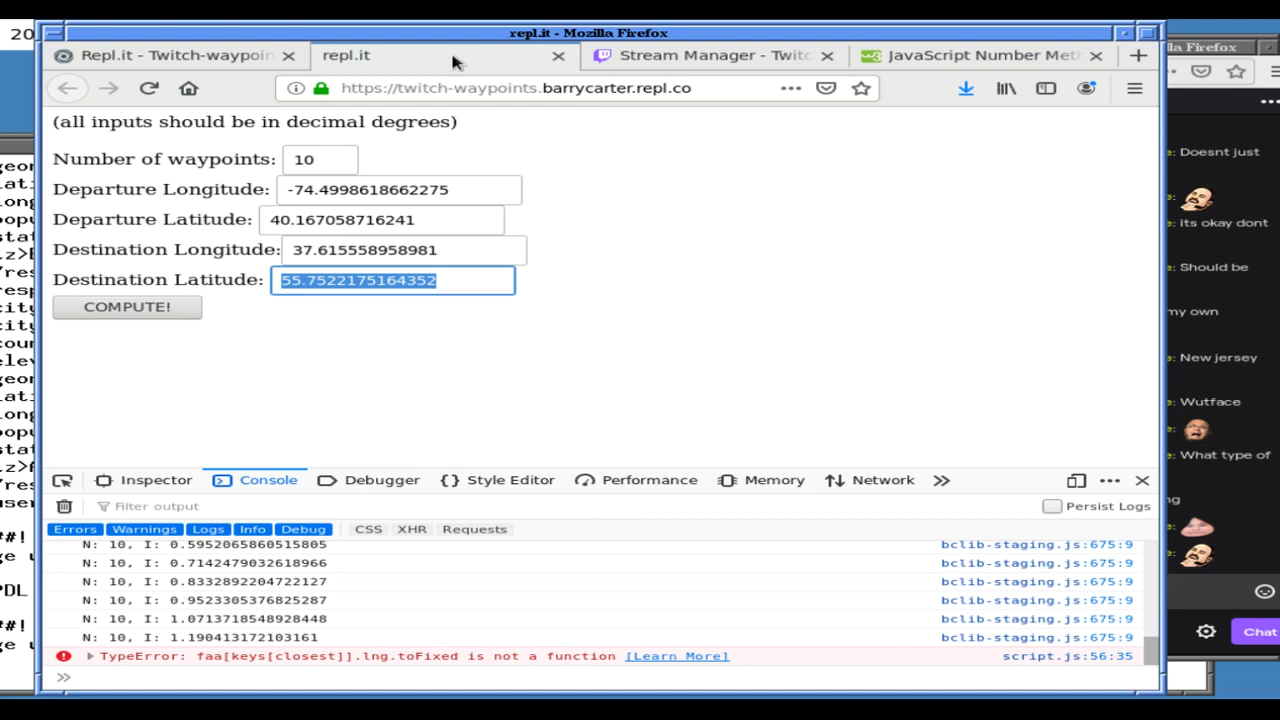 20
repl.it - Mozilla Firefox
la Firefox
Repl.it - Twitch-waypoin
repl.it
Stream Manager - Twitc
JavaScript Number Met
https://twitch-waypoints.barrycarter.repl.co
(all inputs should be in decimal degrees)
Number of waypoints: 10
Departure Longitude: -74.4998618662275
Departure Latitude: 40.167058716241
Destination Longitude: 37.615558958981
Destination Latitude: 55.7522175164352
COMPUTE!
Inspector
Console
Debugger
Style Editor
Performance
Memory
Network
Filter output
Persist Logs
Errors Warnings Logs Info Debug CSS XHR Requests
N: 10, I: 0.5952065860515805 bclib-staging.js:675:9
N: 10, I: 0.7142479032618966 bclib-staging.js:675:9
N: 10, I: 0.8332892204722127 bclib-staging.js:675:9
N: 10, I: 0.9523305376825287 bclib-staging.js:675:9
N: 10, I: 1.0713718548928448 bclib-staging.js:675:9
N: 10, I: 1.190413172103161 bclib-staging.js:675:9
TypeError: faa[keys[closest]].lng.toFixed is not a function [Learn More] script.js:56:35
Doesnt just
its okay dont
Should be
my own
New jersey
Wutface
What type of
ng
Chat